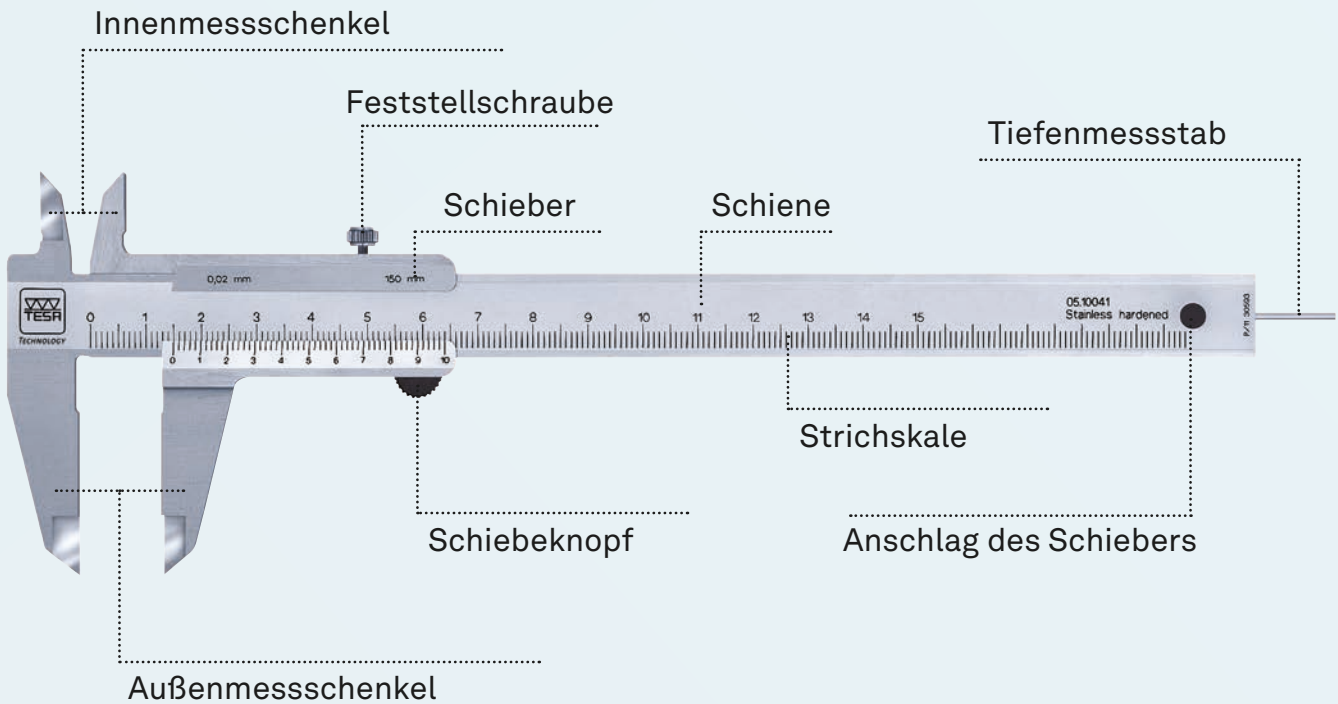 Innenmessschenkel
Feststellschraube
Tiefenmessstab
Schieber
Schiene
0,02 mm 150 mm
TESA
TECHNOLOGY
05.10041
Stainless hardened
0 1 2 3 4 5 6 7 8 9 10 11 12 13 14 15
0 1 2 3 4 5 6 7 8 9 10
Strichskale
Schiebeknopf
Anschlag des Schiebers
Außenmessschenkel